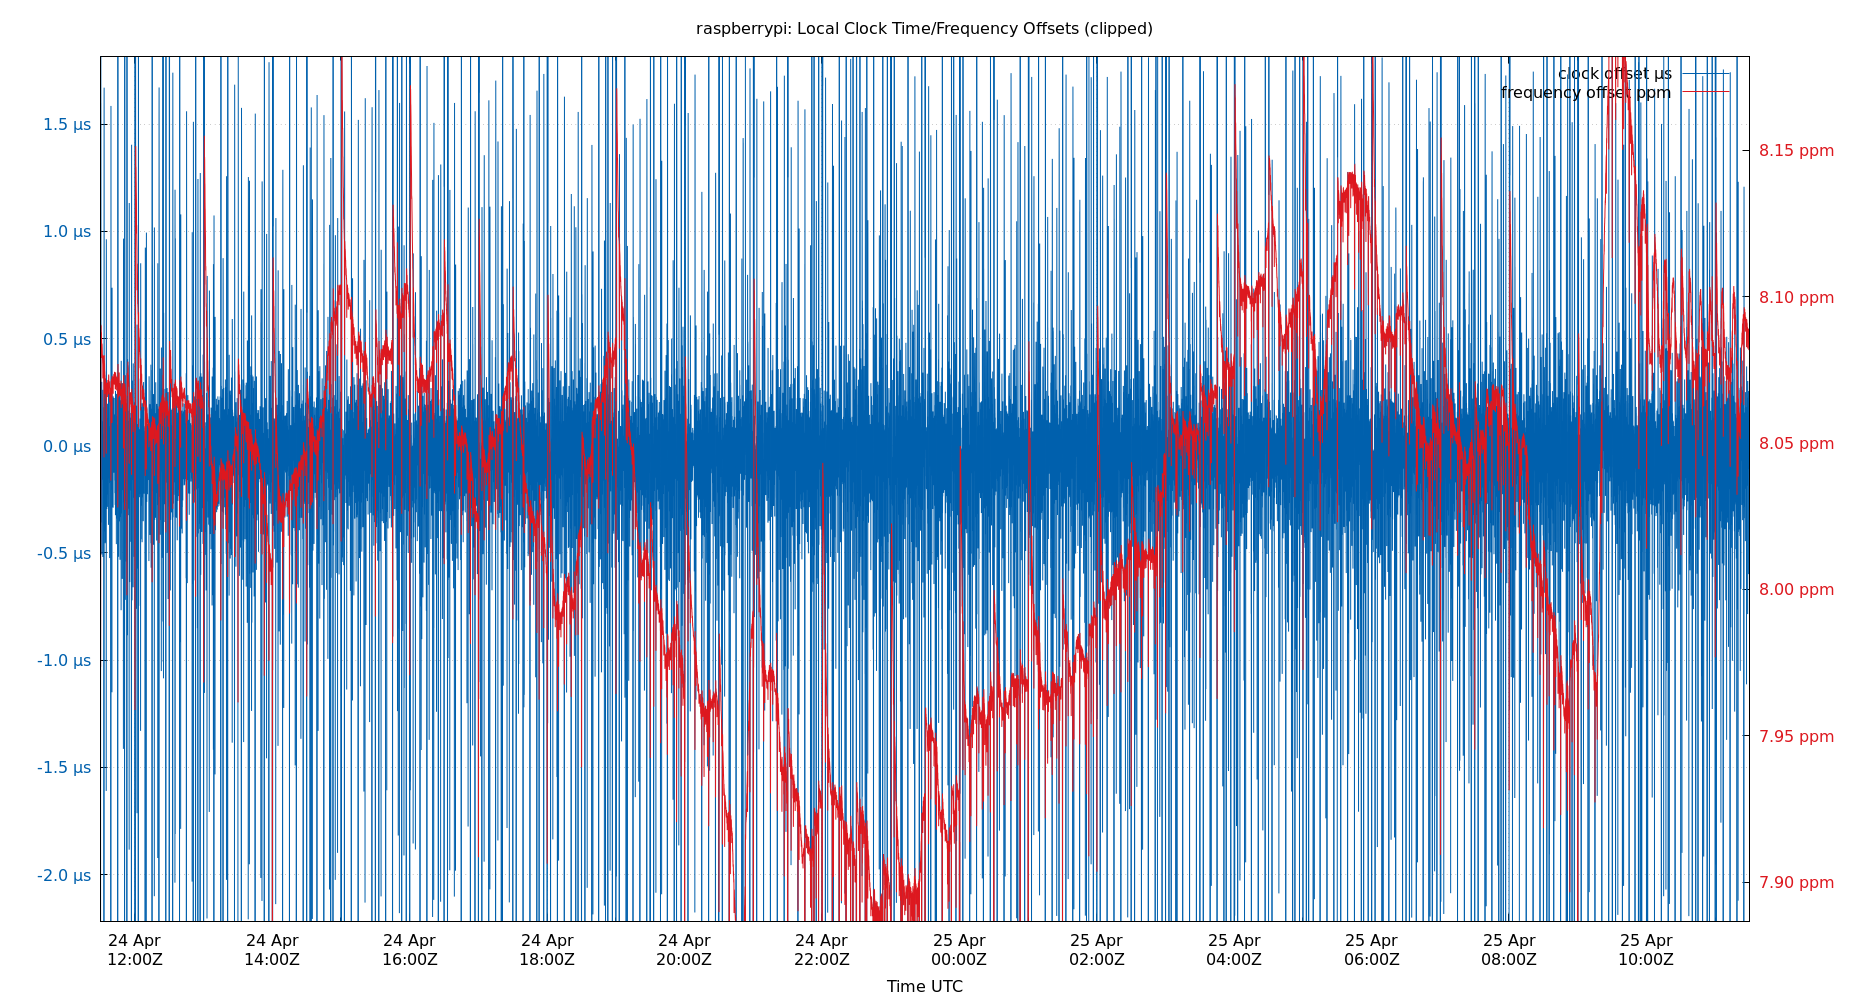 raspberrypi: Local Clock Time/Frequency Offsets (clipped)
clock offset μs
frequency offset ppm
1.5 μs
1.0 μs
0.5 μs
0.0 μs
-0.5 μs
-1.0 μs
-1.5 μs
-2.0 μs
8.15 ppm
8.10 ppm
8.05 ppm
8.00 ppm
7.95 ppm
7.90 ppm
24 Apr 24 Apr 24 Apr 24 Apr 24 Apr 24 Apr 25 Apr 25 Apr 25 Apr 25 Apr 25 Apr 25 Apr
12:00Z 14:00Z 16:00Z 18:00Z 20:00Z 22:00Z 00:00Z 02:00Z 04:00Z 06:00Z 08:00Z 10:00Z
Time UTC